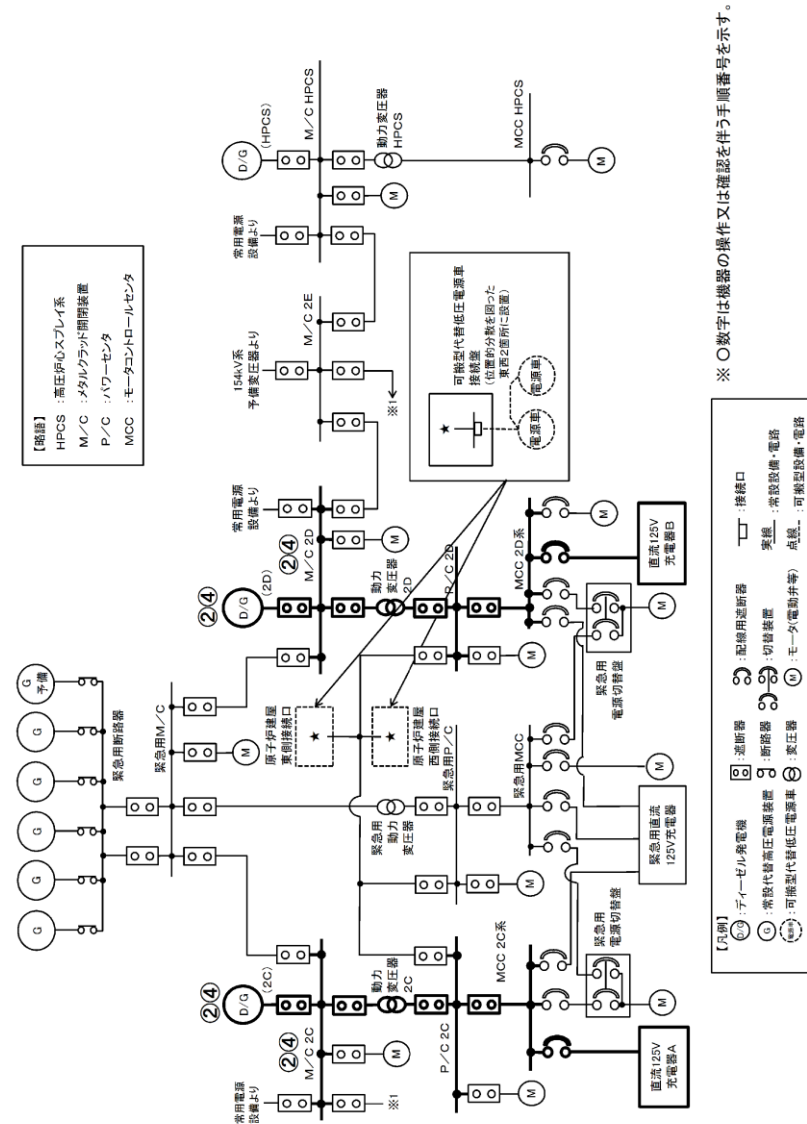 【略語】
HPCS ：高圧炉心スプレイ系
M／C ：メタルクラッド開閉装置
P／C ：パワーセンタ
MCC ：モータコントロールセンタ
G
G
G
G
G
G
予備
緊急用断路器
緊急用M／C
M
②④
D/G
(2C)
常用電源
設備より
②④
M／C 2C
※1
M
動力
変圧器
2C
P／C 2C
M
MCC 2C系
直流125V
充電器A
M
緊急用
電源切替盤
緊急用
動力
変圧器
緊急用P／C
M
緊急用MCC
M
緊急用直流
125V充電器
原子炉建屋
東側接続口
★
原子炉建屋
西側接続口
★
②④
D/G
(2D)
常用電源
設備より
②④
M／C 2D
M
動力
変圧器
2D
P／C 2D
M
MCC 2D系
M
直流125V
充電器B
緊急用
電源切替盤
M
154kV系
予備変圧器より
M／C 2E
※1
可搬型代替低圧電源車
接続盤
(位置的分散を図った
東西2箇所に設置)
★
電源車
電源車
D/G
(HPCS)
常用電源
設備より
M／C HPCS
M
動力変圧器
HPCS
MCC HPCS
M
【凡例】
D/G ：ディーゼル発電機
G ：常設代替高圧電源装置
電源車 ：可搬型代替低圧電源車
：遮断器
：断路器
：変圧器
：配線用遮断器
：切替装置
M ：モータ(電動弁等)
：接続口
実線 ：常設設備・電路
点線 ：可搬型設備・電路
※ ○数字は機器の操作又は確認を伴う手順番号を示す。